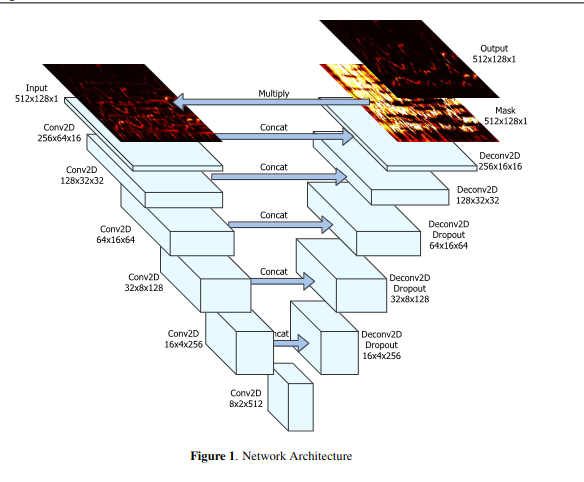 Output
512x128x1
Input
512x128x1
Multiply
Mask
512x128x1
Conv2D
256x64x16
Concat
Deconv2D
256x16x16
Conv2D
128x32x32
Concat
Deconv2D
128x32x32
Conv2D
64x16x64
Concat
Deconv2D
Dropout
64x16x64
Conv2D
32x8x128
Concat
Deconv2D
Dropout
32x8x128
Conv2D
16x4x256
ncat
Deconv2D
Dropout
16x4x256
Conv2D
8x2x512
Figure 1. Network Architecture